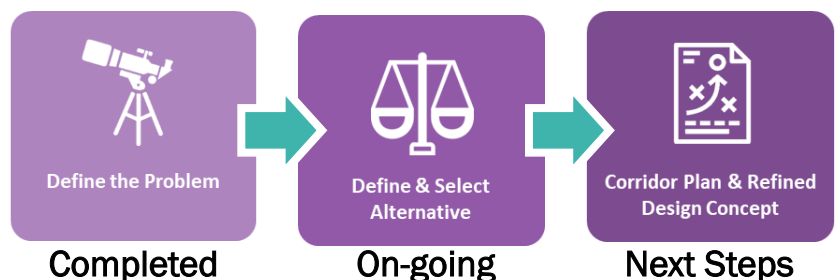 Define the Problem
Define & Select
Alternative
Corridor Plan & Refined
Design Concept
Completed
On-going
Next Steps